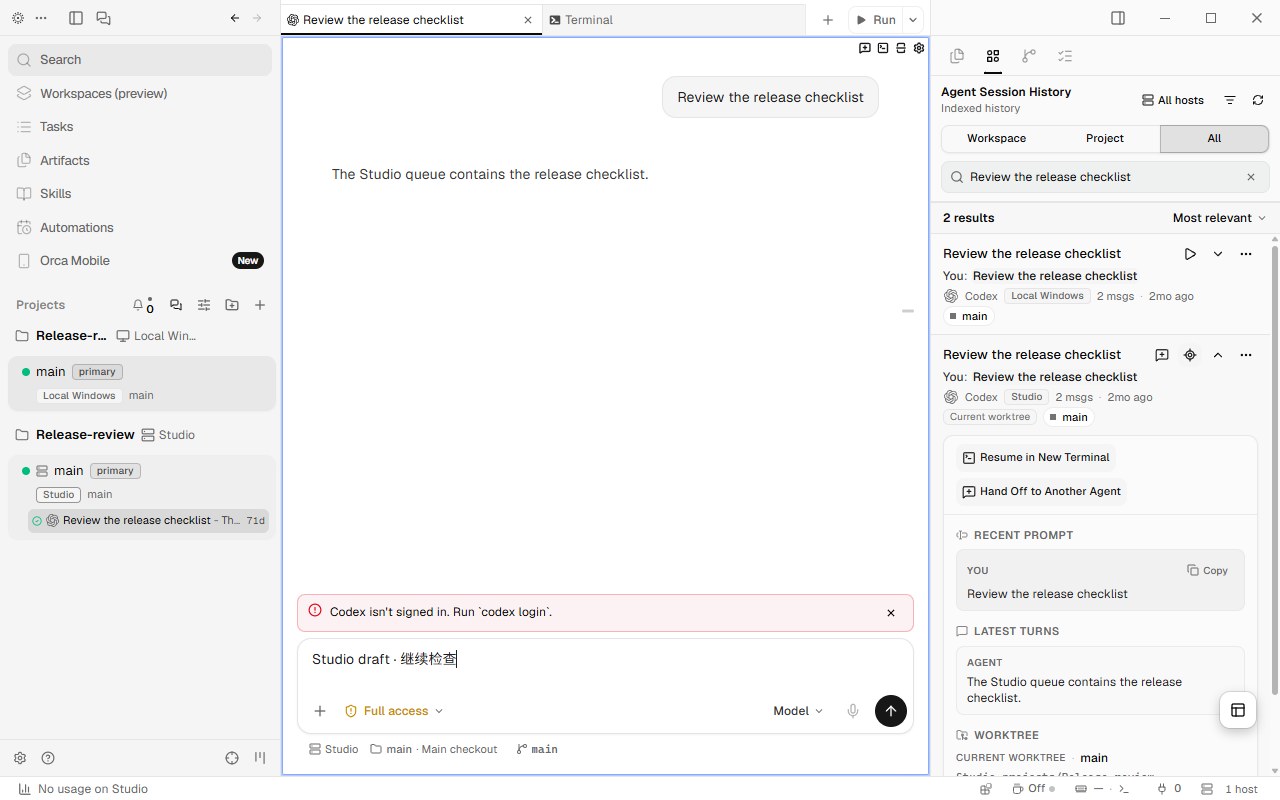 Review the release checklist
Terminal
Run
Search
Workspaces (preview)
Tasks
Artifacts
Skills
Automations
Orca Mobile
New
Projects
0
Release-r...
Local Win...
main
primary
Local Windows
main
Release-review
Studio
main
primary
Studio
main
Review the release checklist - Th... 71d
Review the release checklist
The Studio queue contains the release checklist.
Codex isn't signed in. Run `codex login`.
Studio draft · 继续检查
Full access
Model
Studio
main · Main checkout
main
Agent Session History
Indexed history
All hosts
Workspace
Project
All
Review the release checklist
2 results
Most relevant
Review the release checklist
You: Review the release checklist
Codex Local Windows 2 msgs · 2mo ago
main
Review the release checklist
You: Review the release checklist
Codex Studio 2 msgs · 2mo ago
Current worktree
main
Resume in New Terminal
Hand Off to Another Agent
RECENT PROMPT
YOU
Copy
Review the release checklist
LATEST TURNS
AGENT
The Studio queue contains the release
checklist.
WORKTREE
CURRENT WORKTREE · main
No usage on Studio
Off
0
1 host